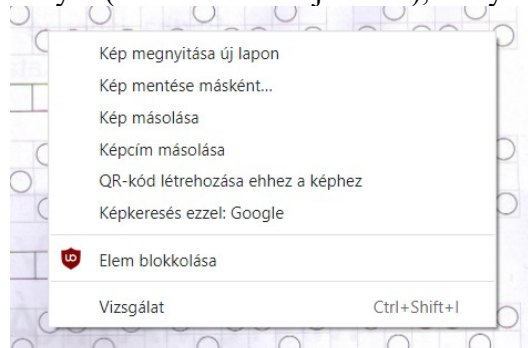 Kép megnyitása új lapon
Kép mentése másként...
Kép másolása
Képcím másolása
QR-kód létrehozása ehhez a képhez
Képkeresés ezzel: Google
Elem blokkolása
Vizsgálat Ctrl+Shift+I